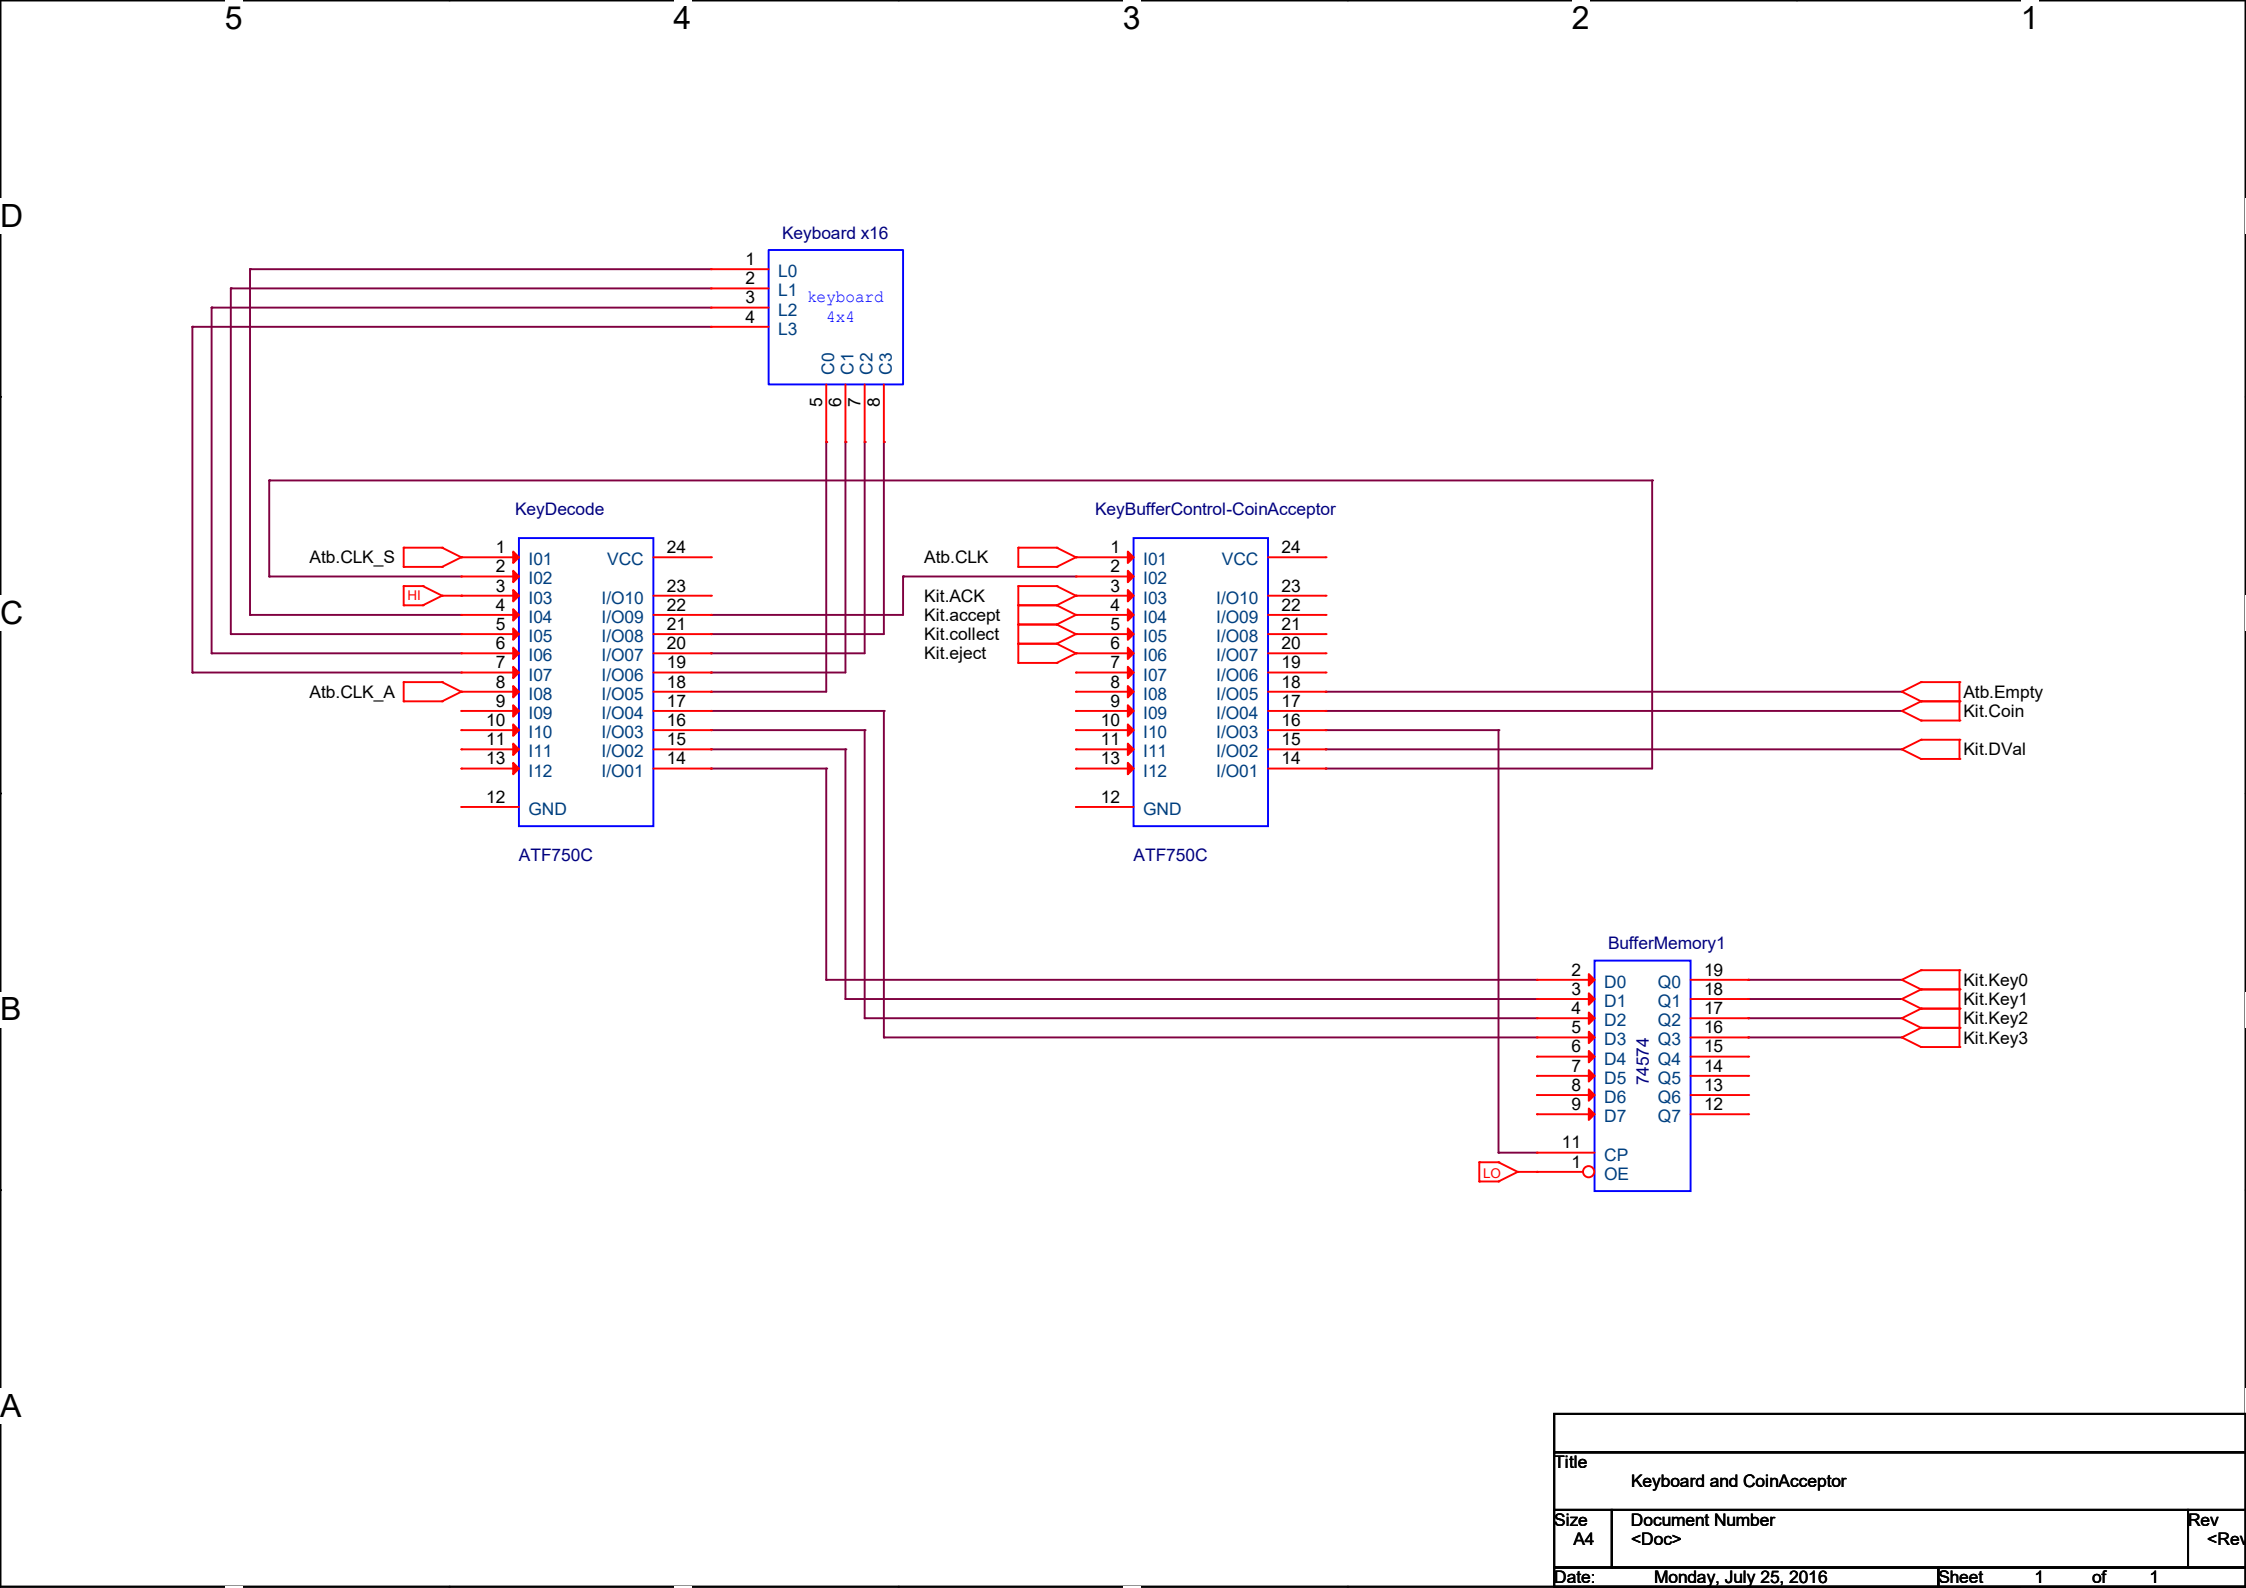 5 4 3 2 1
D
C
B
A
Keyboard x16
1 L0
2 L1
3 L2
4 L3
keyboard
4x4
C0 C1 C2 C3
5 6 7 8
KeyDecode
Atb.CLK_S 1 I01 VCC 24
2 I02
HI 3 I03 I/O10 23
4 I04 I/O09 22
5 I05 I/O08 21
6 I06 I/O07 20
7 I07 I/O06 19
Atb.CLK_A 8 I08 I/O05 18
9 I09 I/O04 17
10 I10 I/O03 16
11 I11 I/O02 15
13 I12 I/O01 14
12 GND
ATF750C
KeyBufferControl-CoinAcceptor
Atb.CLK 1 I01 VCC 24
2 I02
Kit.ACK 3 I03 I/O10 23
Kit.accept 4 I04 I/O09 22
Kit.collect 5 I05 I/O08 21
Kit.eject 6 I06 I/O07 20
7 I07 I/O06 19
8 I08 I/O05 18 Atb.Empty
9 I09 I/O04 17 Kit.Coin
10 I10 I/O03 16
11 I11 I/O02 15 Kit.DVal
13 I12 I/O01 14
12 GND
ATF750C
BufferMemory1
2 D0 Q0 19 Kit.Key0
3 D1 Q1 18 Kit.Key1
4 D2 Q2 17 Kit.Key2
5 D3 Q3 16 Kit.Key3
6 D4 Q4 15
7 D5 Q5 14
8 D6 Q6 13
9 D7 Q7 12
74574
11 CP
LO 1 OE
Title
Keyboard and CoinAcceptor
Size Document Number Rev
A4 <Doc> <Rev
Date: Monday, July 25, 2016 Sheet 1 of 1